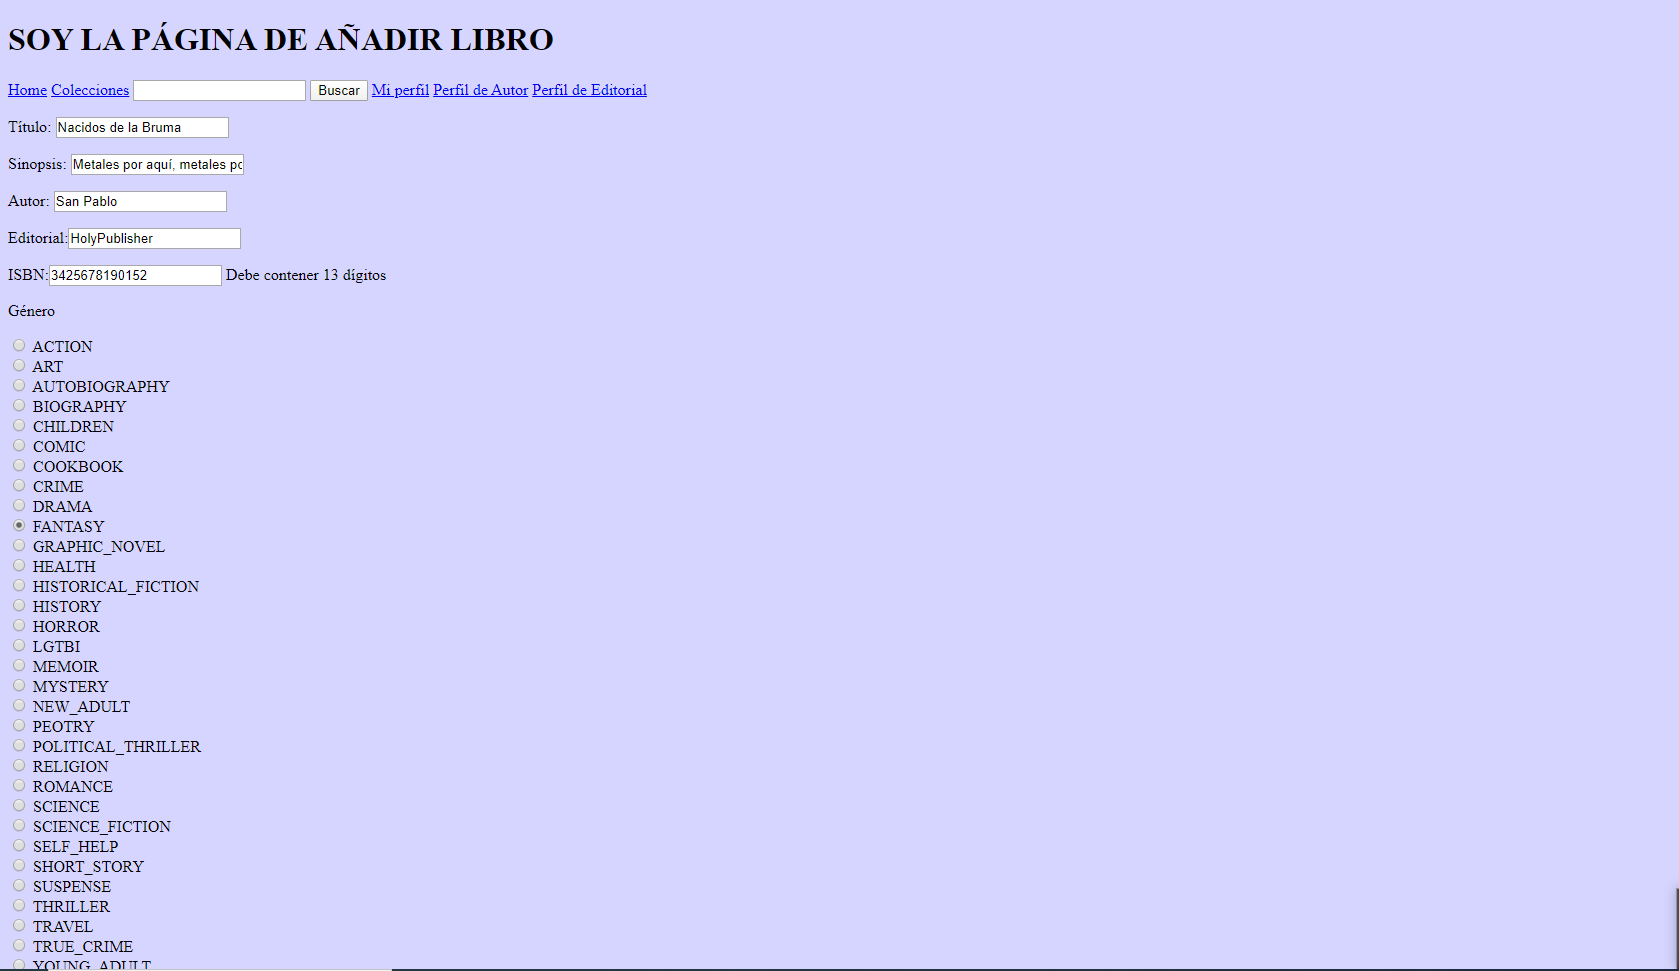 SOY LA PÁGINA DE AÑADIR LIBRO
Home Colecciones Buscar Mi perfil Perfil de Autor Perfil de Editorial
Título: Nacidos de la Bruma
Sinopsis: Metales por aquí, metales po
Autor: San Pablo
Editorial: HolyPublisher
ISBN: 3425678190152 Debe contener 13 dígitos
Género
ACTION
ART
AUTOBIOGRAPHY
BIOGRAPHY
CHILDREN
COMIC
COOKBOOK
CRIME
DRAMA
FANTASY
GRAPHIC_NOVEL
HEALTH
HISTORICAL_FICTION
HISTORY
HORROR
LGTBI
MEMOIR
MYSTERY
NEW_ADULT
PEOTRY
POLITICAL_THRILLER
RELIGION
ROMANCE
SCIENCE
SCIENCE_FICTION
SELF_HELP
SHORT_STORY
SUSPENSE
THRILLER
TRAVEL
TRUE_CRIME
YOUNG_ADULT